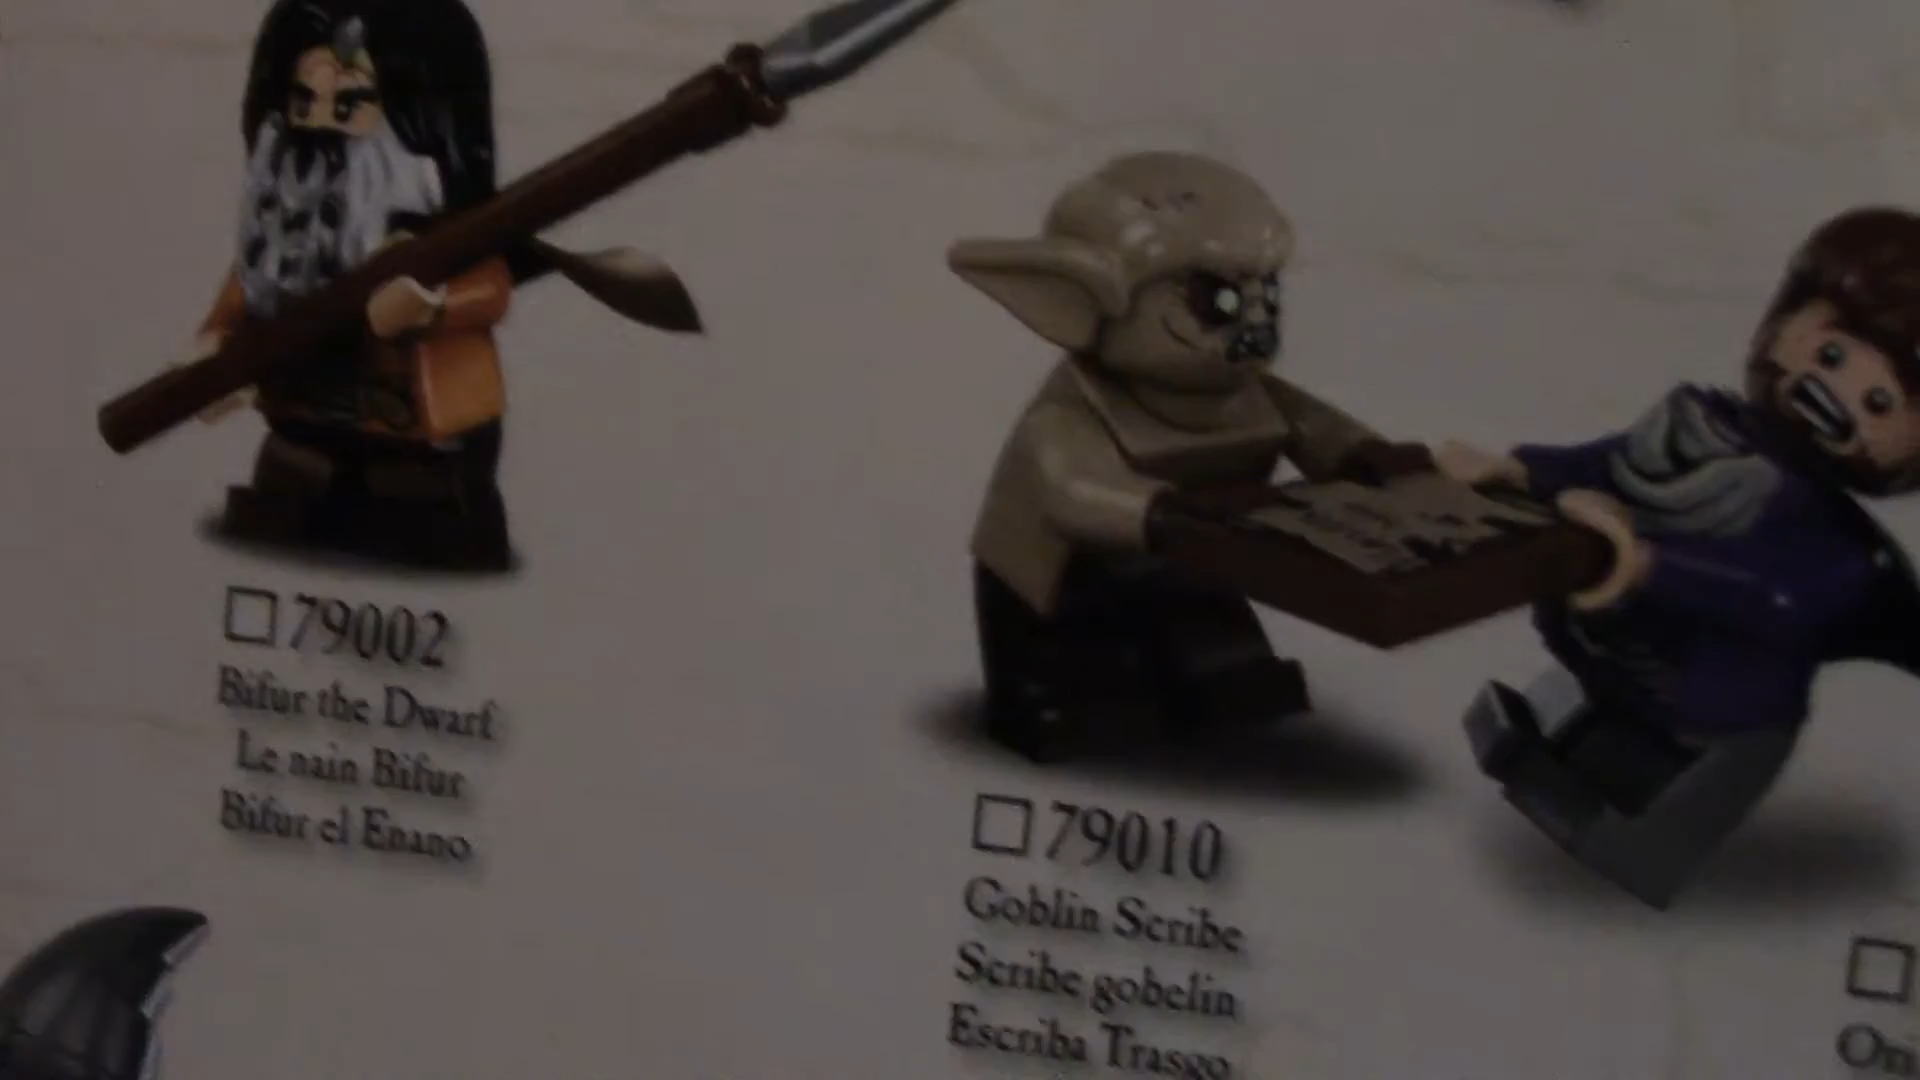 79002
Bifur the Dwarf
Le nain Bifur
Bifur el Enano
79010
Goblin Scribe
Scribe gobelin
Escriba Trasgo